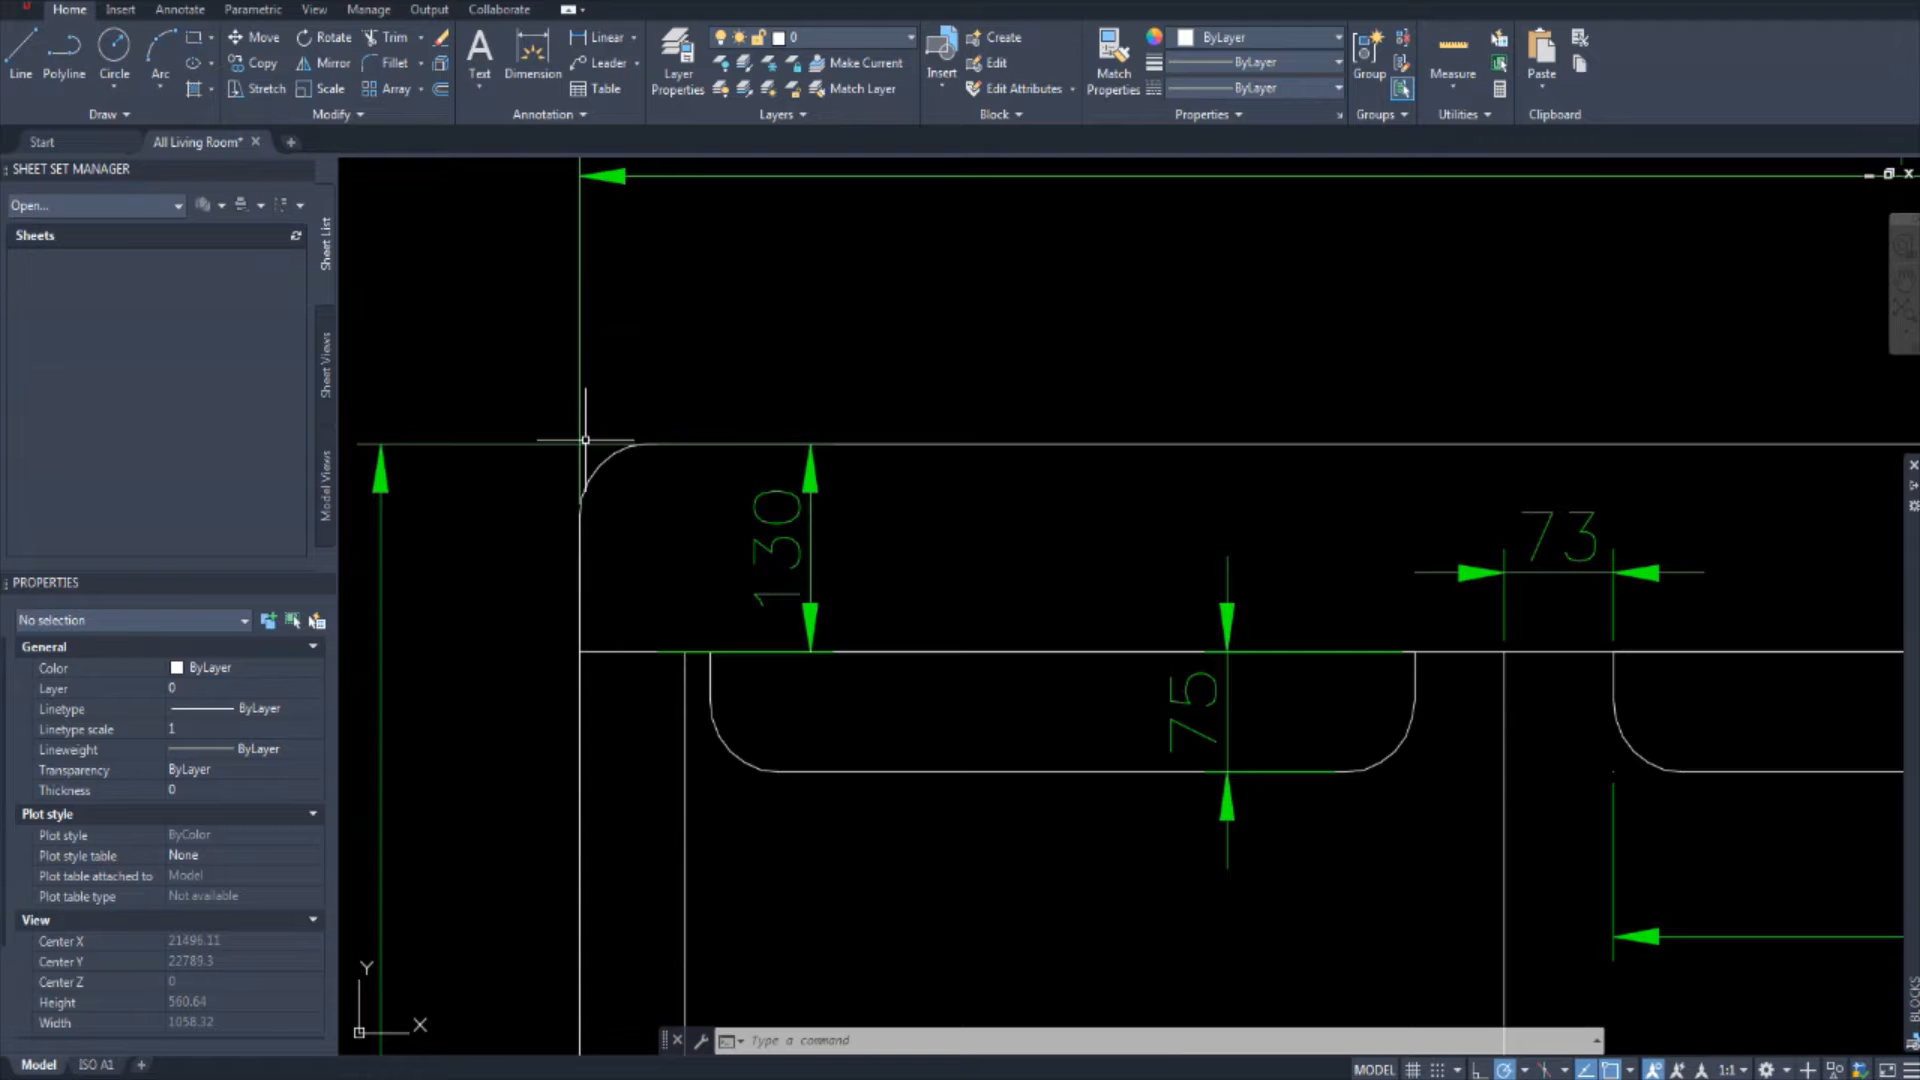 Home Insert Annotate Parametric View Manage Output Collaborate
Line Polyline Circle Arc
Move Rotate Trim
Copy Mirror Fillet
Stretch Scale Array
Draw Modify
Text Dimension
Linear
Leader
Table
Annotation
Layer Properties
0
Make Current
Match Layer
Layers
Insert
Create
Edit
Edit Attributes
Block
Match Properties
ByLayer
ByLayer
ByLayer
Properties
Group
Groups
Measure
Utilities
Paste
Clipboard
Start All Living Room*
SHEET SET MANAGER
Open...
Sheets
Sheet List
Sheet Views
Model Views
PROPERTIES
No selection
General
Color ByLayer
Layer 0
Linetype ByLayer
Linetype scale 1
Lineweight ByLayer
Transparency ByLayer
Thickness 0
Plot style
Plot style ByColor
Plot style table None
Plot table attached to Model
Plot table type Not available
View
Center X 21496.11
Center Y 22789.3
Center Z 0
Height 560.64
Width 1058.32
130
73
75
Y
X
BLOCKS
Type a command
Model ISO A1
MODEL 1:1